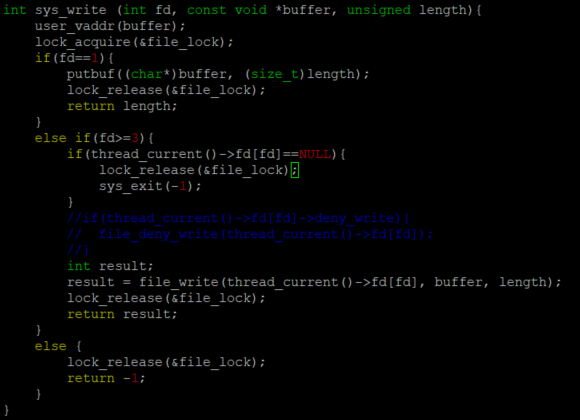 int sys_write (int fd, const void *buffer, unsigned length){
user_vaddr(buffer);
lock_acquire(&file_lock);
if(fd==1){
putbuf((char*)buffer, (size_t)length);
lock_release(&file_lock);
return length;
}
else if(fd>=3){
if(thread_current()->fd[fd]==NULL){
lock_release(&file_lock);
sys_exit(-1);
}
//if(thread_current()->fd[fd]->deny_write){
//  file_deny_write(thread_current()->fd[fd]);
//}
int result;
result = file_write(thread_current()->fd[fd], buffer, length);
lock_release(&file_lock);
return result;
}
else {
lock_release(&file_lock);
return -1;
}
}